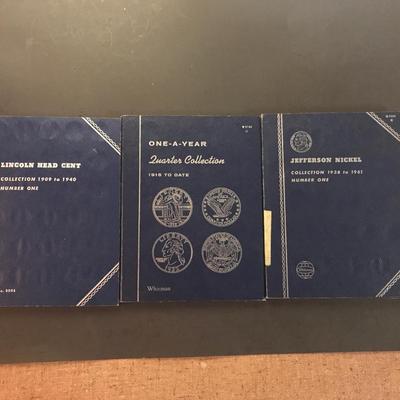 LINCOLN HEAD CENT
COLLECTION 1909 to 1940
NUMBER ONE
ONE-A-YEAR
Quarter Collection
1916 TO DATE
LIBERTY
Whitman
JEFFERSON NICKEL
COLLECTION 1938 to 1961
NUMBER ONE